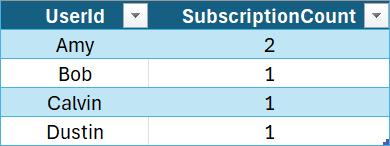 UserId SubscriptionCount
Amy 2
Bob 1
Calvin 1
Dustin 1